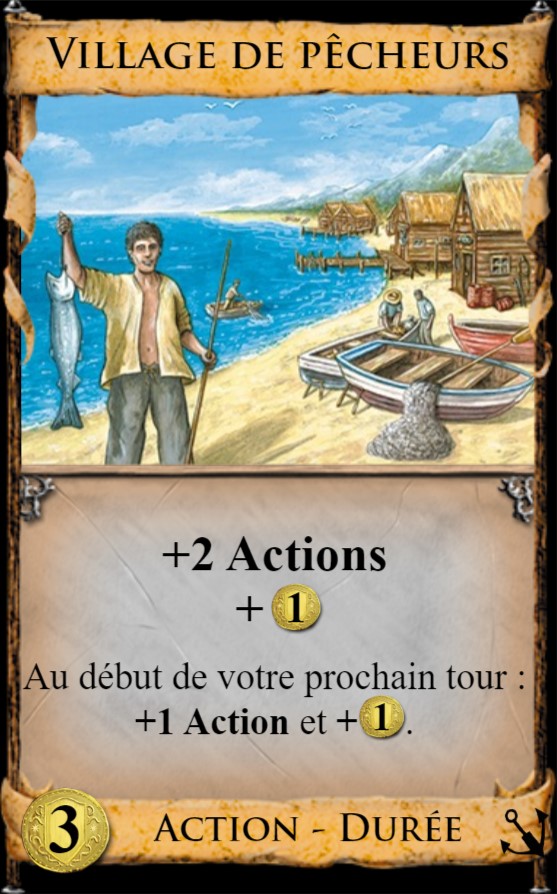 Village de pêcheurs
+2 Actions
+ 1
Au début de votre prochain tour :
+1 Action et +1.
3 Action - Durée